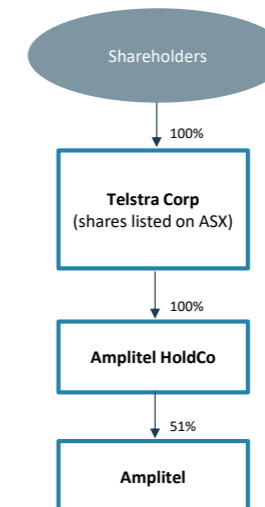 Shareholders
100%
Telstra Corp
(shares listed on ASX)
100%
Amplitel HoldCo
51%
Amplitel